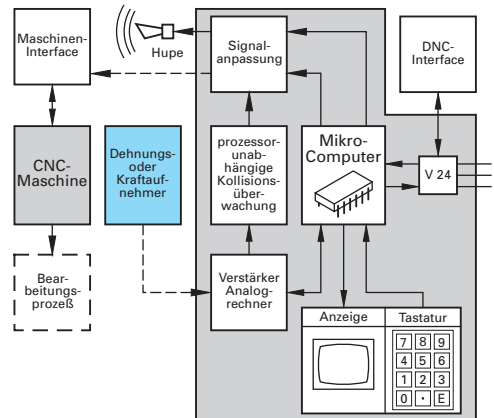 Maschinen-
Interface
Hupe
Signal-
anpassung
DNC-
Interface
CNC-
Maschine
Dehnungs-
oder
Kraftauf-
nehmer
prozessor-
unab-
hängige
Kollisions-
über-
wachung
Mikro-
Computer
V 24
Bear-
beitungs-
prozeß
Verstärker
Analog-
rechner
Anzeige
Tastatur
7 8 9
4 5 6
1 2 3
0 · E